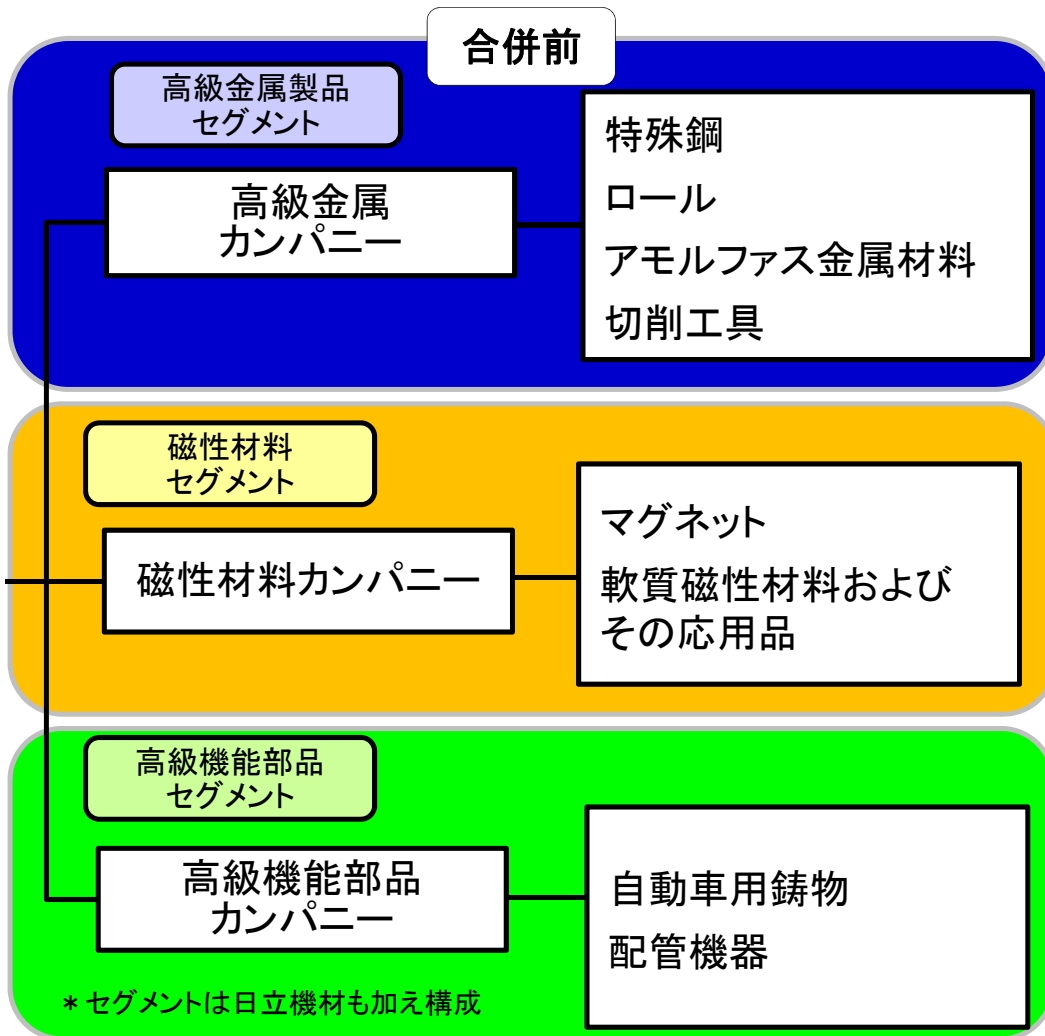 合併前
高級金属製品
セグメント
高級金属
カンパニー
特殊鋼
ロール
アモルファス金属材料
切削工具
磁性材料
セグメント
磁性材料カンパニー
マグネット
軟質磁性材料および
その応用品
高級機能部品
セグメント
高級機能部品
カンパニー
自動車用鋳物
配管機器
＊セグメントは日立機材も加え構成